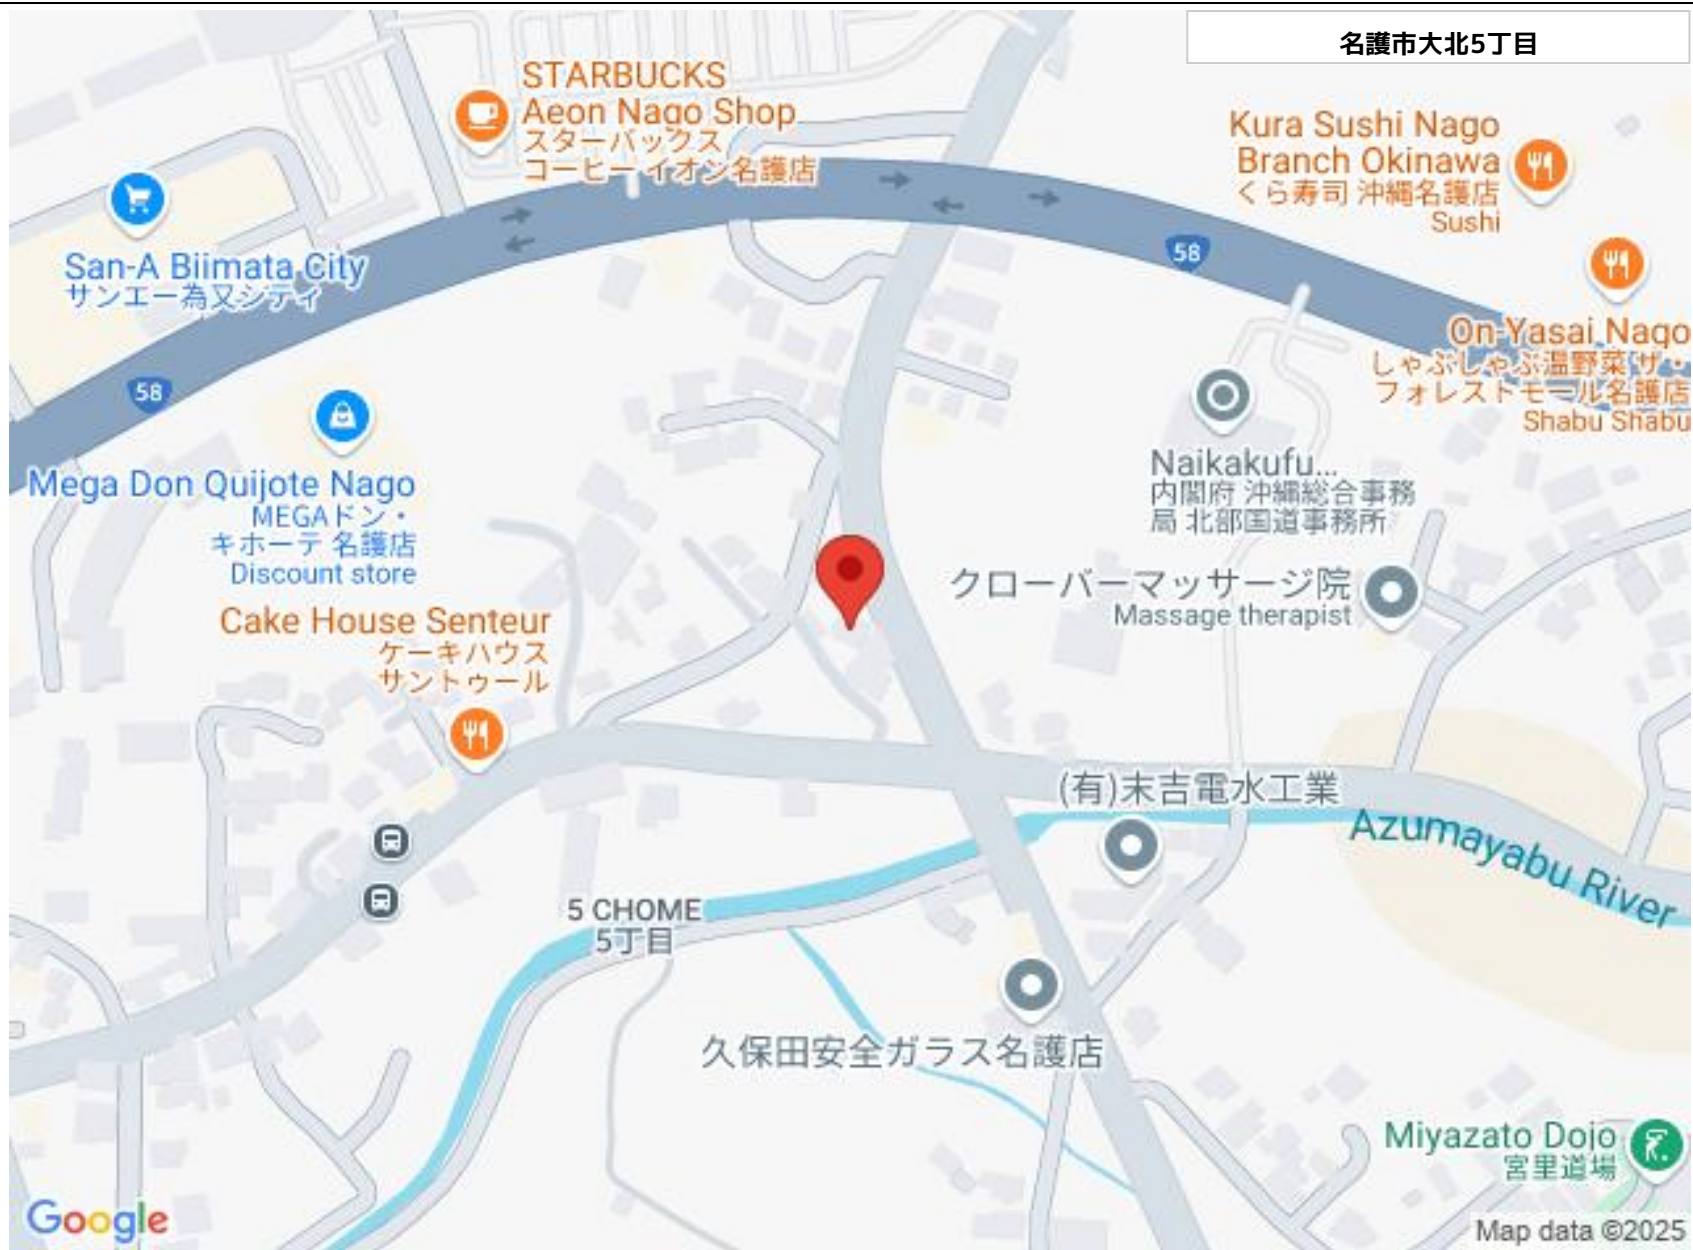 名護市大北5丁目
STARBUCKS
Aeon Nago Shop
スターバックス
コーヒー イオン名護店
Kura Sushi Nago
Branch Okinawa
くら寿司 沖縄名護店
Sushi
San-A Biimata City
サンエー為又シティ
58
On-Yasai Nago
しゃぶしゃぶ温野菜 ザ・
フォレストモール名護店
Shabu Shabu
58
Mega Don Quijote Nago
MEGAドン・
キホーテ 名護店
Discount store
Naikakufu...
内閣府 沖縄総合事務
局 北部国道事務所
クローバーマッサージ院
Massage therapist
Cake House Senteur
ケーキハウス
サントゥール
(有)末吉電水工業
Azumayabu River
5 CHOME
5丁目
久保田安全ガラス名護店
Miyazato Dojo
宮里道場
Google
Map data ©2025